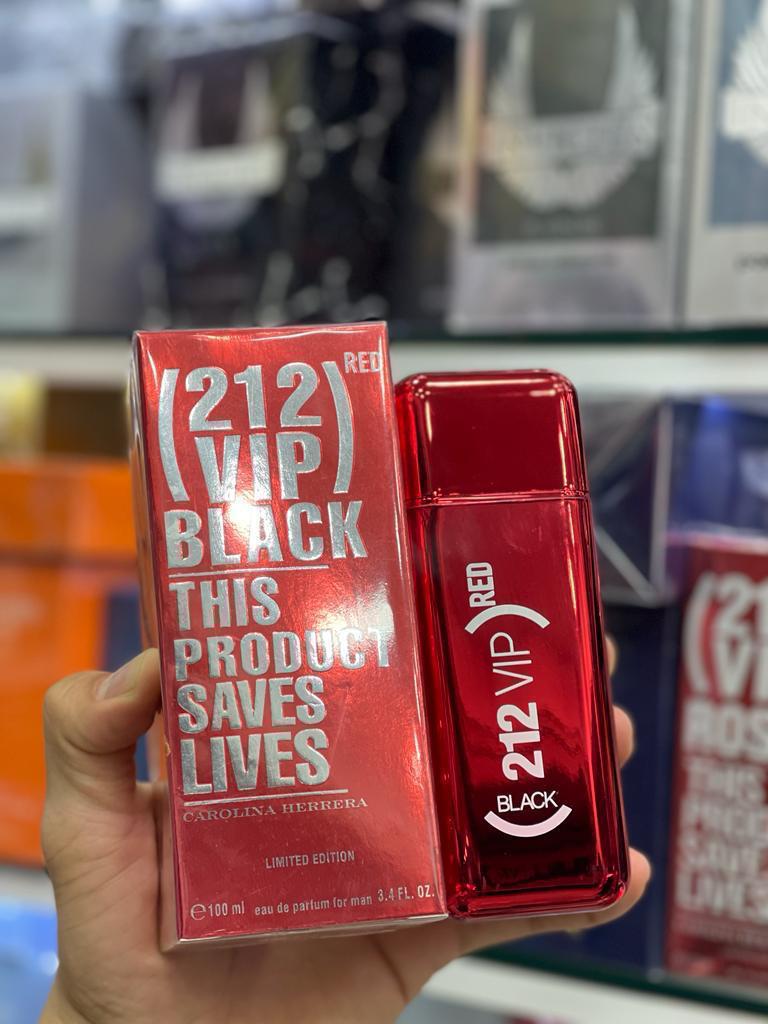 RED
(212)
VIP
BLACK
THIS
PRODUCT
SAVES
LIVES
CAROLINA HERRERA
LIMITED EDITION
℮100 ml eau de parfum for man 3.4 FL. OZ.
BLACK
212 VIP
RED
(21
VI
ROS
THIS
PROD
SAVE
LIVES